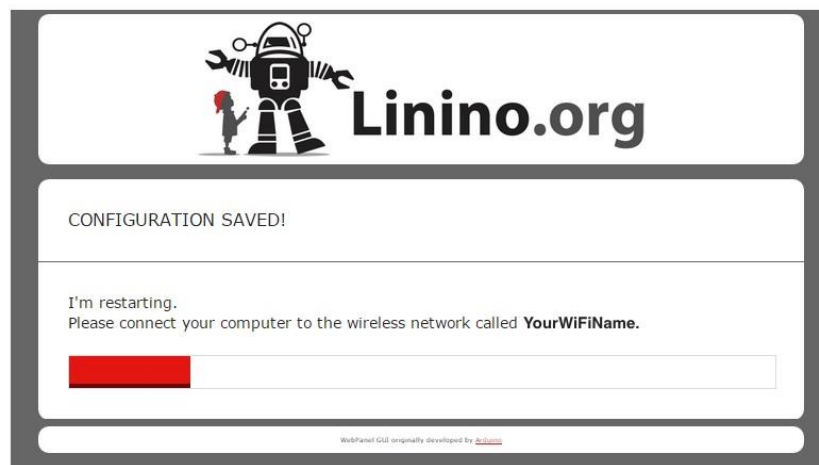 Linino.org
CONFIGURATION SAVED!
I'm restarting.
Please connect your computer to the wireless network called YourWiFiName.
WebPanel GUI originally developed by Arduino